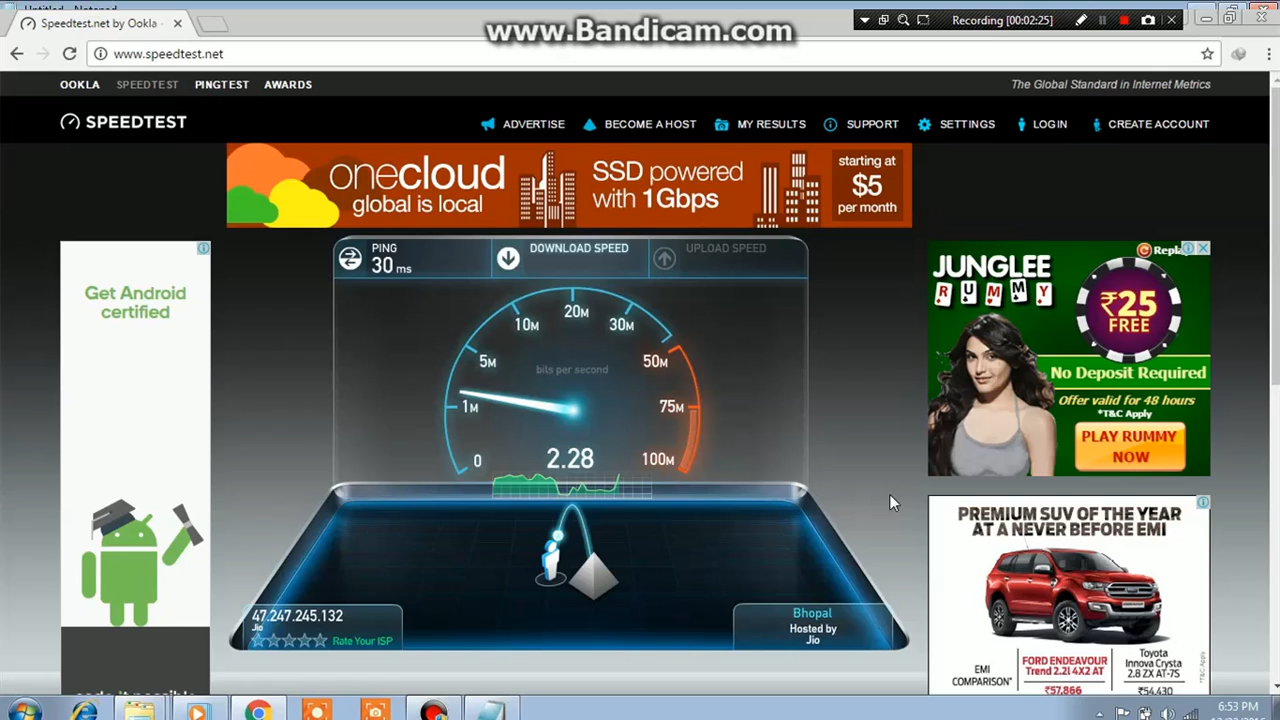 Untitled - Notepad
Speedtest.net by Ookla -
www.Bandicam.com
Recording [00:02:25]
www.speedtest.net
OOKLA SPEEDTEST PINGTEST AWARDS
The Global Standard in Internet Metrics
SPEEDTEST
ADVERTISE BECOME A HOST MY RESULTS SUPPORT SETTINGS LOGIN CREATE ACCOUNT
onecloud
global is local
SSD powered
with 1Gbps
starting at
$5
per month
Get Android
certified
PING
30 ms
DOWNLOAD SPEED
UPLOAD SPEED
0
1M
5M
10M
20M
30M
50M
75M
100M
bits per second
2.28
47.247.245.132
Jio
Rate Your ISP
Bhopal
Hosted by
Jio
JUNGLEE
RUMMY
₹25
FREE
No Deposit Required
Offer valid for 48 hours
*T&C Apply
PLAY RUMMY
NOW
PREMIUM SUV OF THE YEAR
AT A NEVER BEFORE EMI
EMI
COMPARISON*
FORD ENDEAVOUR
Trend 2.2l 4X2 AT
₹57,866
Toyota
Innova Crysta
2.8 ZX AT-7S
₹54,430
6:53 PM